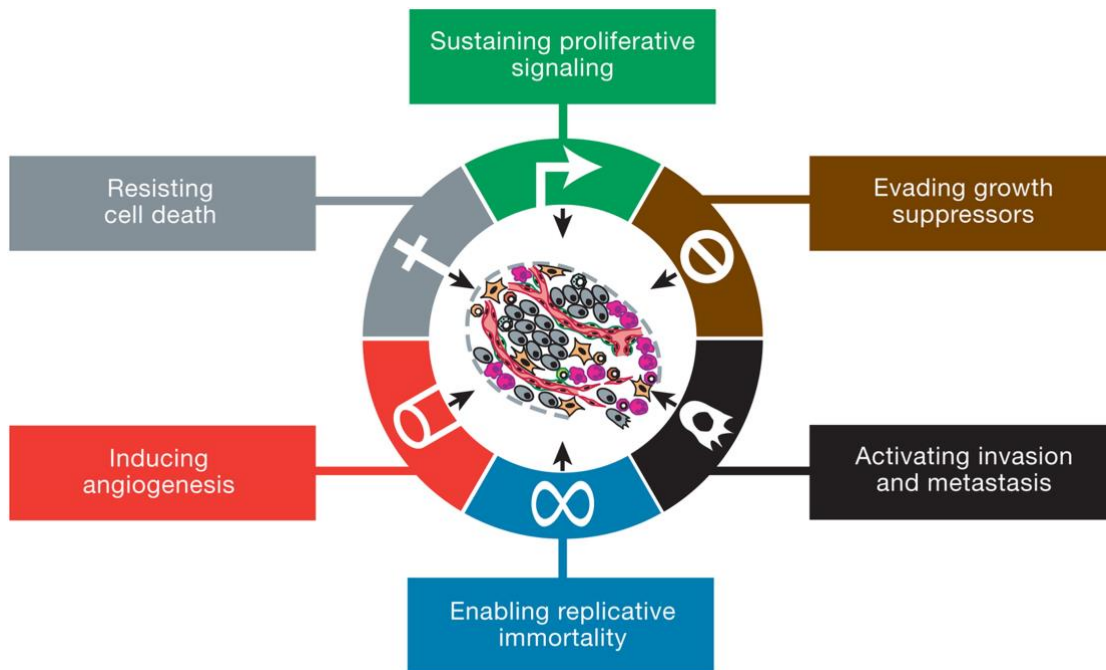 Sustaining proliferative
signaling
Resisting
cell death
Evading growth
suppressors
Inducing
angiogenesis
Activating invasion
and metastasis
Enabling replicative
immortality